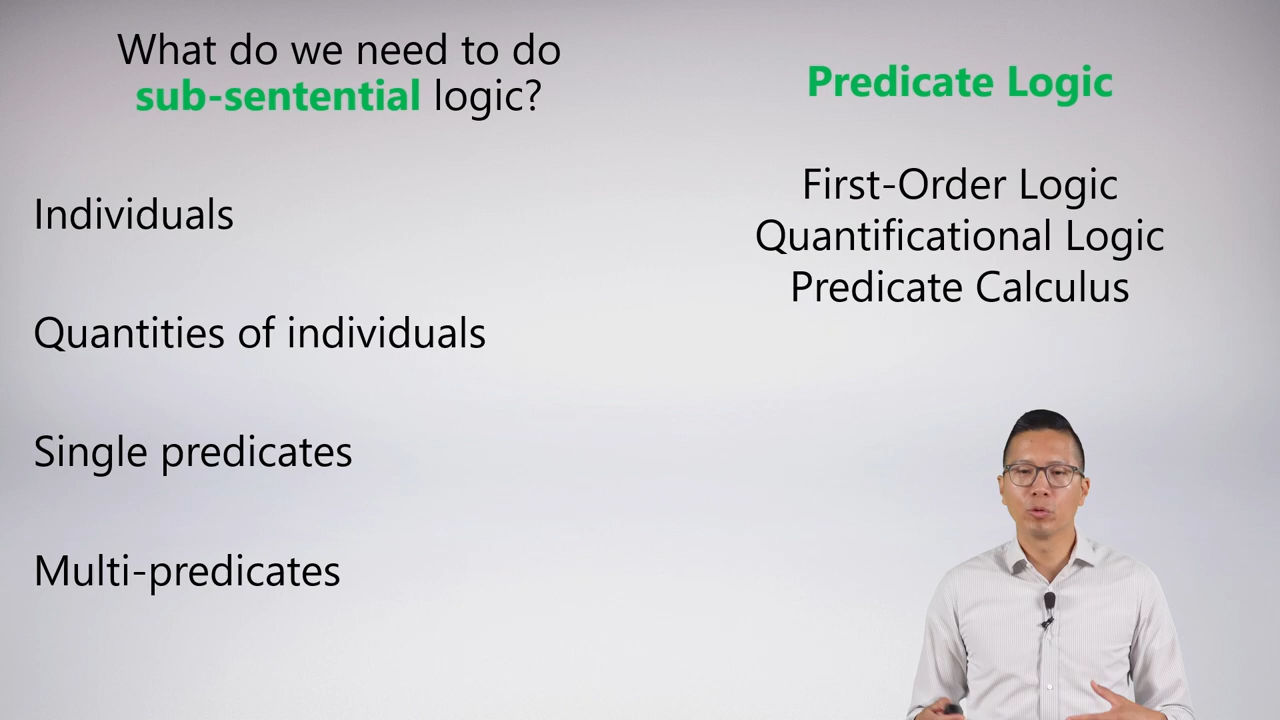 What do we need to do
sub-sentential logic?
Individuals
Quantities of individuals
Single predicates
Multi-predicates
Predicate Logic
First-Order Logic
Quantificational Logic
Predicate Calculus